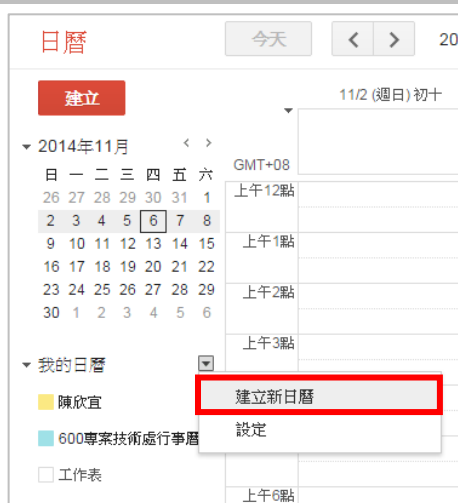 日曆
今天 < > 20
建立
11/2 (週日) 初十
2014年11月 < >
日 一 二 三 四 五 六
26 27 28 29 30 31 1
2 3 4 5 6 7 8
9 10 11 12 13 14 15
16 17 18 19 20 21 22
23 24 25 26 27 28 29
30 1 2 3 4 5 6
GMT+08
上午12點
上午1點
上午2點
上午3點
我的日曆
建立新日曆
設定
陳欣宜
600專案技術處行事曆
工作表
上午6點